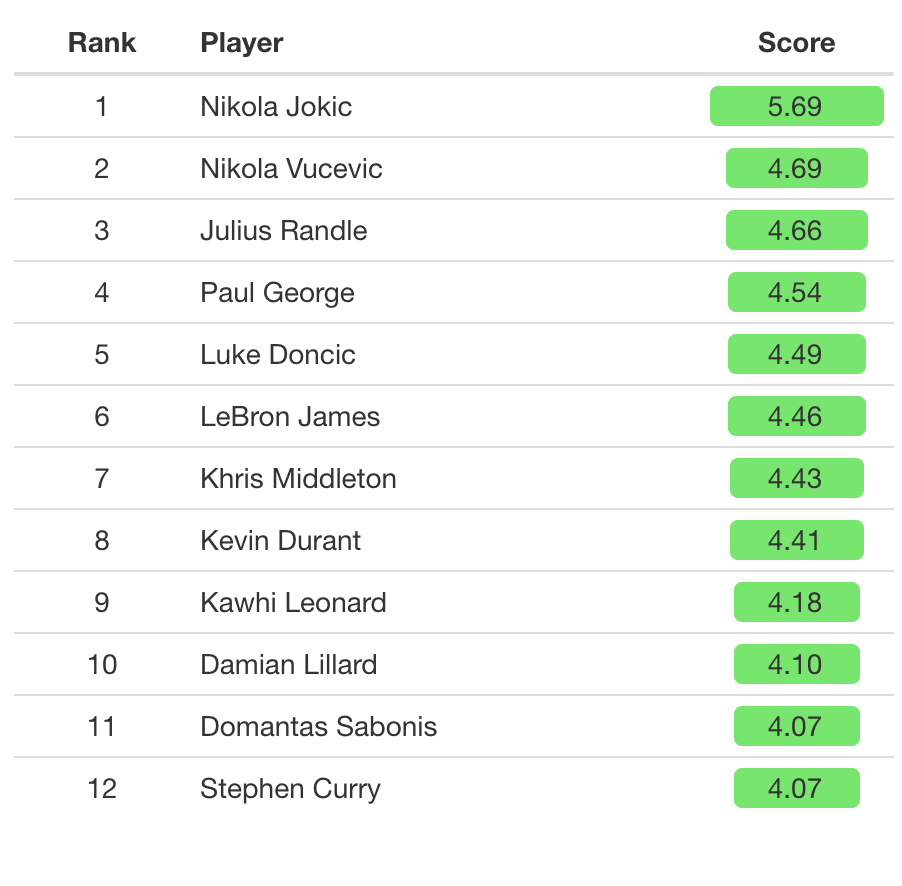 Rank Player Score
1 Nikola Jokic 5.69
2 Nikola Vucevic 4.69
3 Julius Randle 4.66
4 Paul George 4.54
5 Luke Doncic 4.49
6 LeBron James 4.46
7 Khris Middleton 4.43
8 Kevin Durant 4.41
9 Kawhi Leonard 4.18
10 Damian Lillard 4.10
11 Domantas Sabonis 4.07
12 Stephen Curry 4.07